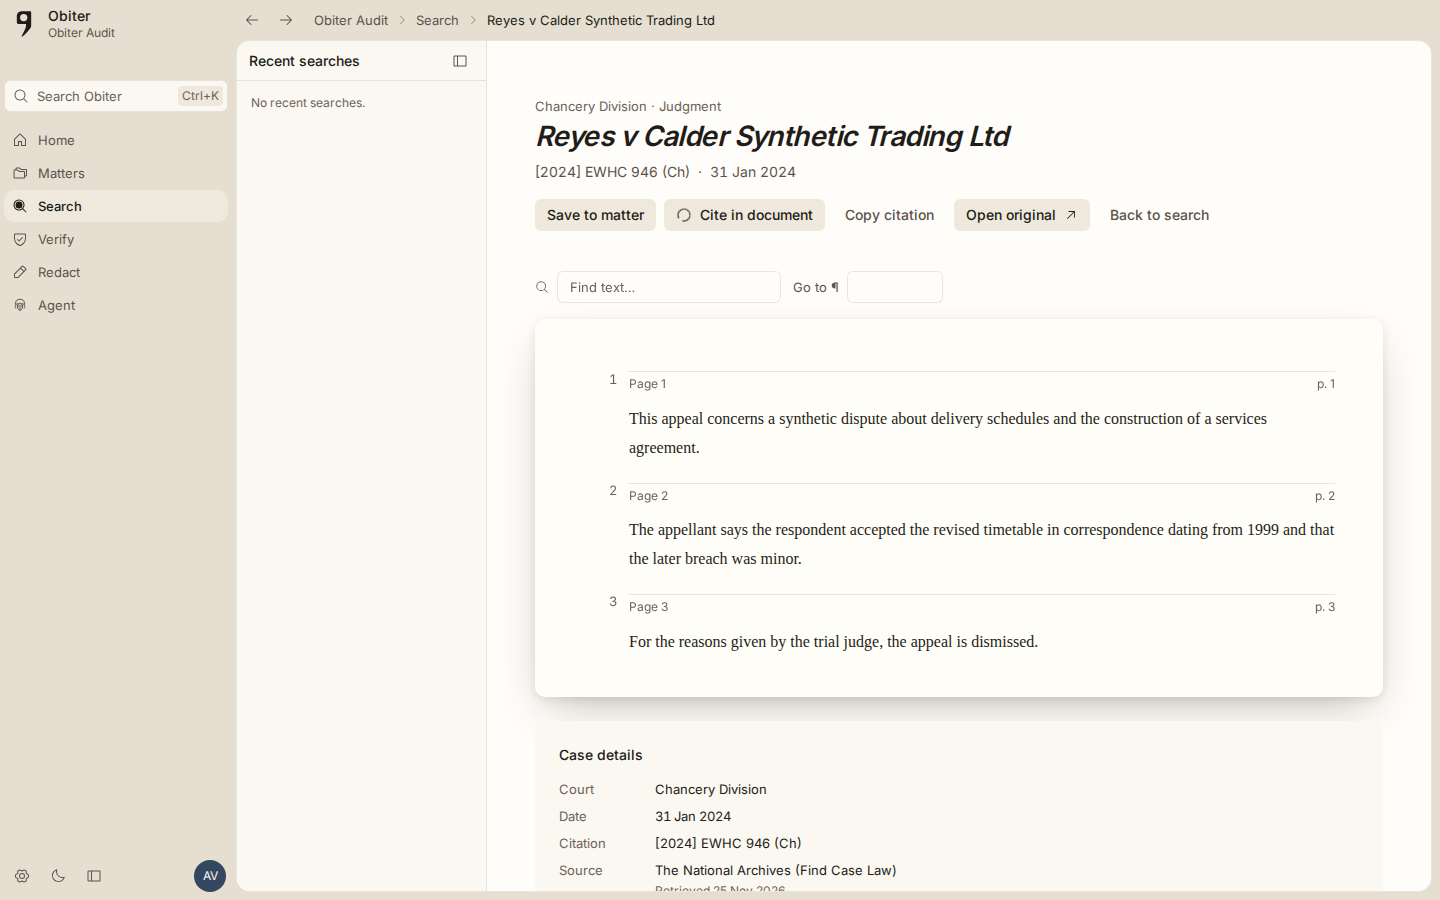 Obiter
Obiter Audit
Search Obiter
Ctrl+K
Home
Matters
Search
Verify
Redact
Agent
AV
Obiter Audit
Search
Reyes v Calder Synthetic Trading Ltd
Recent searches
No recent searches.
Chancery Division · Judgment
Reyes v Calder Synthetic Trading Ltd
[2024] EWHC 946 (Ch) · 31 Jan 2024
Save to matter
Cite in document
Copy citation
Open original
Back to search
Find text...
Go to ¶
1
Page 1
p. 1
This appeal concerns a synthetic dispute about delivery schedules and the construction of a services
agreement.
2
Page 2
p. 2
The appellant says the respondent accepted the revised timetable in correspondence dating from 1999 and that
the later breach was minor.
3
Page 3
p. 3
For the reasons given by the trial judge, the appeal is dismissed.
Case details
Court
Chancery Division
Date
31 Jan 2024
Citation
[2024] EWHC 946 (Ch)
Source
The National Archives (Find Case Law)
Retrieved 25 Nov 2026